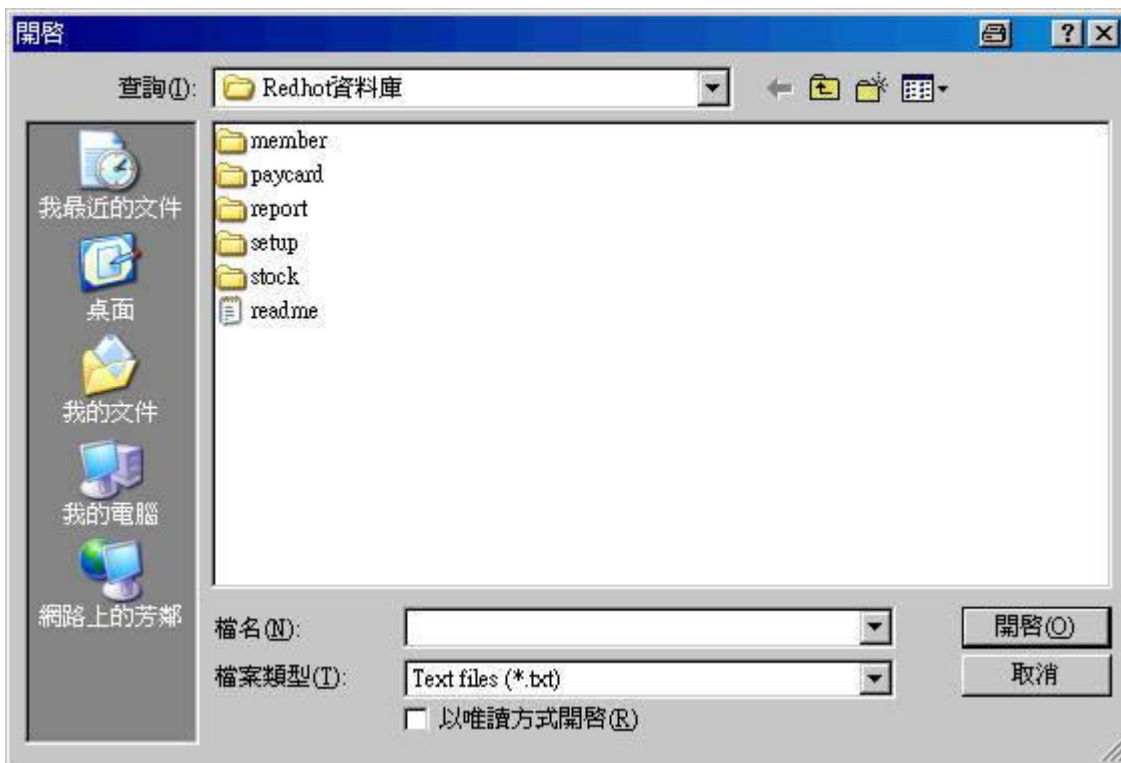 開啓
查詢(I):
Redhot資料庫
我最近的文件
桌面
我的文件
我的電腦
網路上的芳鄰
member
paycard
report
setup
stock
readme
檔名(N):
開啓(O)
檔案類型(T):
Text files (*.txt)
取消
以唯讀方式開啓(R)